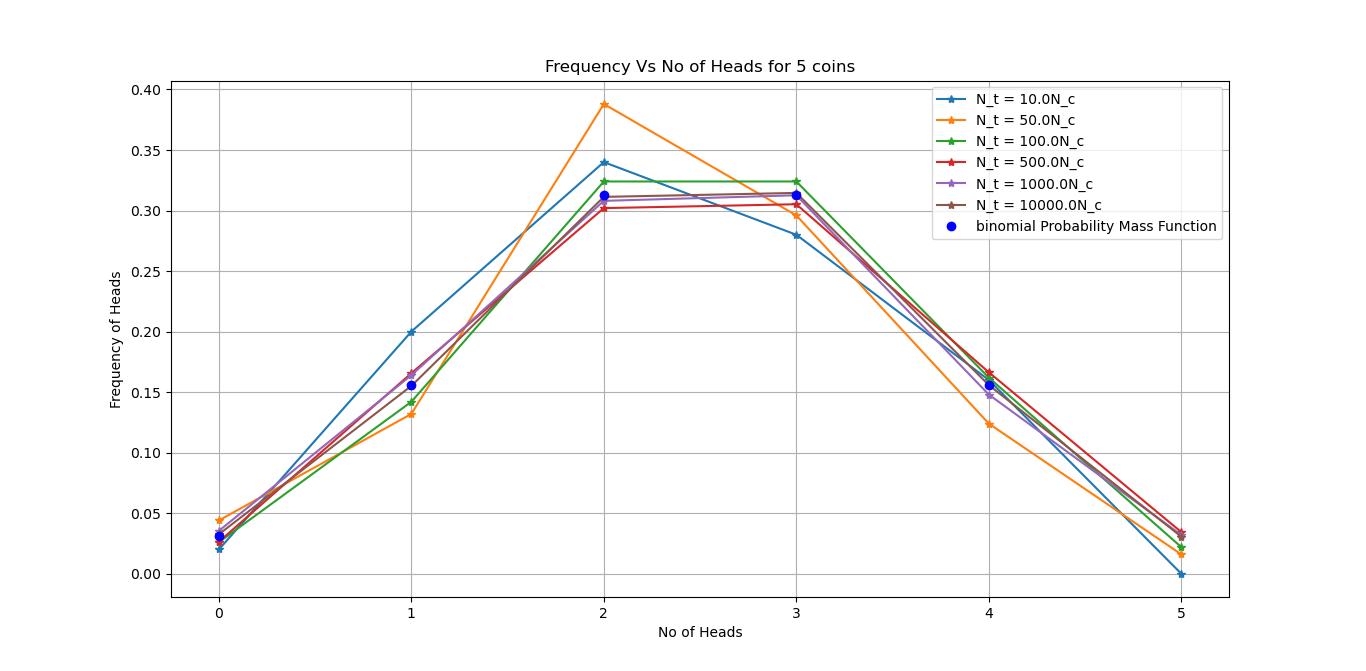 Frequency Vs No of Heads for 5 coins
N_t = 10.0N_c
N_t = 50.0N_c
N_t = 100.0N_c
N_t = 500.0N_c
N_t = 1000.0N_c
N_t = 10000.0N_c
binomial Probability Mass Function
Frequency of Heads
0.40
0.35
0.30
0.25
0.20
0.15
0.10
0.05
0.00
0 1 2 3 4 5
No of Heads